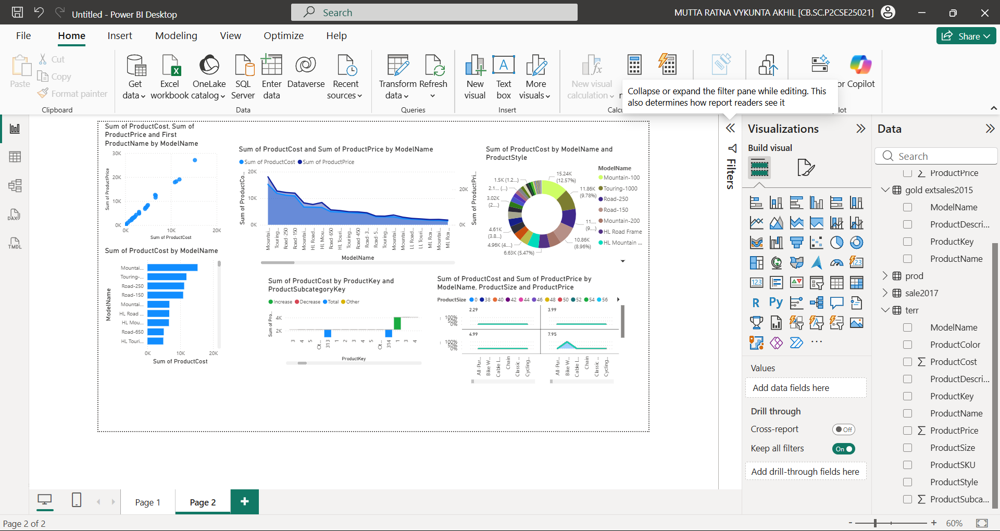 Untitled - Power BI Desktop
Search
MUTTA RATNA VYKUNTA AKHIL [CB.SC.P2CSE25021]
File Home Insert Modeling View Optimize Help
Share
Paste
Cut
Copy
Format painter
Clipboard
Get data
Excel workbook
OneLake catalog
SQL Server
Enter data
Dataverse
Recent sources
Data
Transform data
Refresh
Queries
New visual
Text box
More visuals
Insert
New visual calculation
Copilot
Collapse or expand the filter pane while editing. This
also determines how report readers see it
Sum of ProductCost, Sum of
ProductPrice and First
ProductName by ModelName
30K
20K
10K
0K
Sum of ProductPrice
0K 10K 20K
Sum of ProductCost
Sum of ProductCost and Sum of ProductPrice by ModelName
Sum of ProductCost Sum of ProductPrice
20K
10K
0K
Sum of ProductCo...
20K
0K
Sum of ProductPri...
Mountai... Touring... Road-250 Road-150 Mountai... HL Road... HL Mou... Road-650 HL Touri... Touring... Road-450 Road-3... Road-5... Touring... Mountai... Mountai... LL Road... LL Touri... ML Roa... Mountai... ML Roa...
ModelName
Sum of ProductCost by ModelName and
ProductStyle
15.24K
(12.57%)
11.86K
(9.78%)
11....
(9....)
10.86K
(8.96%)
6.63K (5.47%)
4.96K (4....)
4.61K
(3.8...)
3.02K
(2....)
2.1... (...)
1.5K (1.2...)
ModelName
Mountain-100
Touring-1000
Road-250
Road-150
Mountain-200
HL Road Frame
HL Mountain ...
Sum of ProductCost by ModelName
Mountai...
Touring-...
Road-250
Road-150
Mountai...
HL Road ...
HL Mou...
Road-650
HL Touri...
ModelName
0K 10K 20K
Sum of ProductCost
Sum of ProductCost by ProductKey and
ProductSubcategoryKey
Increase Decrease Total Other
4K
2K
Sum of Pro...
3 4 5 Ot... 313 1 2 3 4 5 Ot... 314 1 3 4
ProductKey
Sum of ProductCost and Sum of ProductPrice by
ModelName, ProductSize and ProductPrice
ProductSize 0 38 40 42 44 46 48 50 52 54 56
2.29 3.99
100%
50%
0%
4.99 7.95
100%
50%
0%
All-Pur... Bike W... Cable L... Chain Classic ... Cycling...
All-Pur... Bike W... Cable L... Chain Classic ... Cycling...
Filters
Visualizations
Build visual
Values
Add data fields here
Drill through
Cross-report Off
Keep all filters On
Add drill-through fields here
Data
Search
ProductPrice
gold extsales2015
ModelName
ProductDescri...
ProductKey
ProductName
prod
sale2017
terr
ModelName
ProductColor
ProductCost
ProductDescri...
ProductKey
ProductName
ProductPrice
ProductSize
ProductSKU
ProductStyle
ProductSubca...
DAX
TMDL
123
123
R
Py
Page 1
Page 2
Page 2 of 2
60%